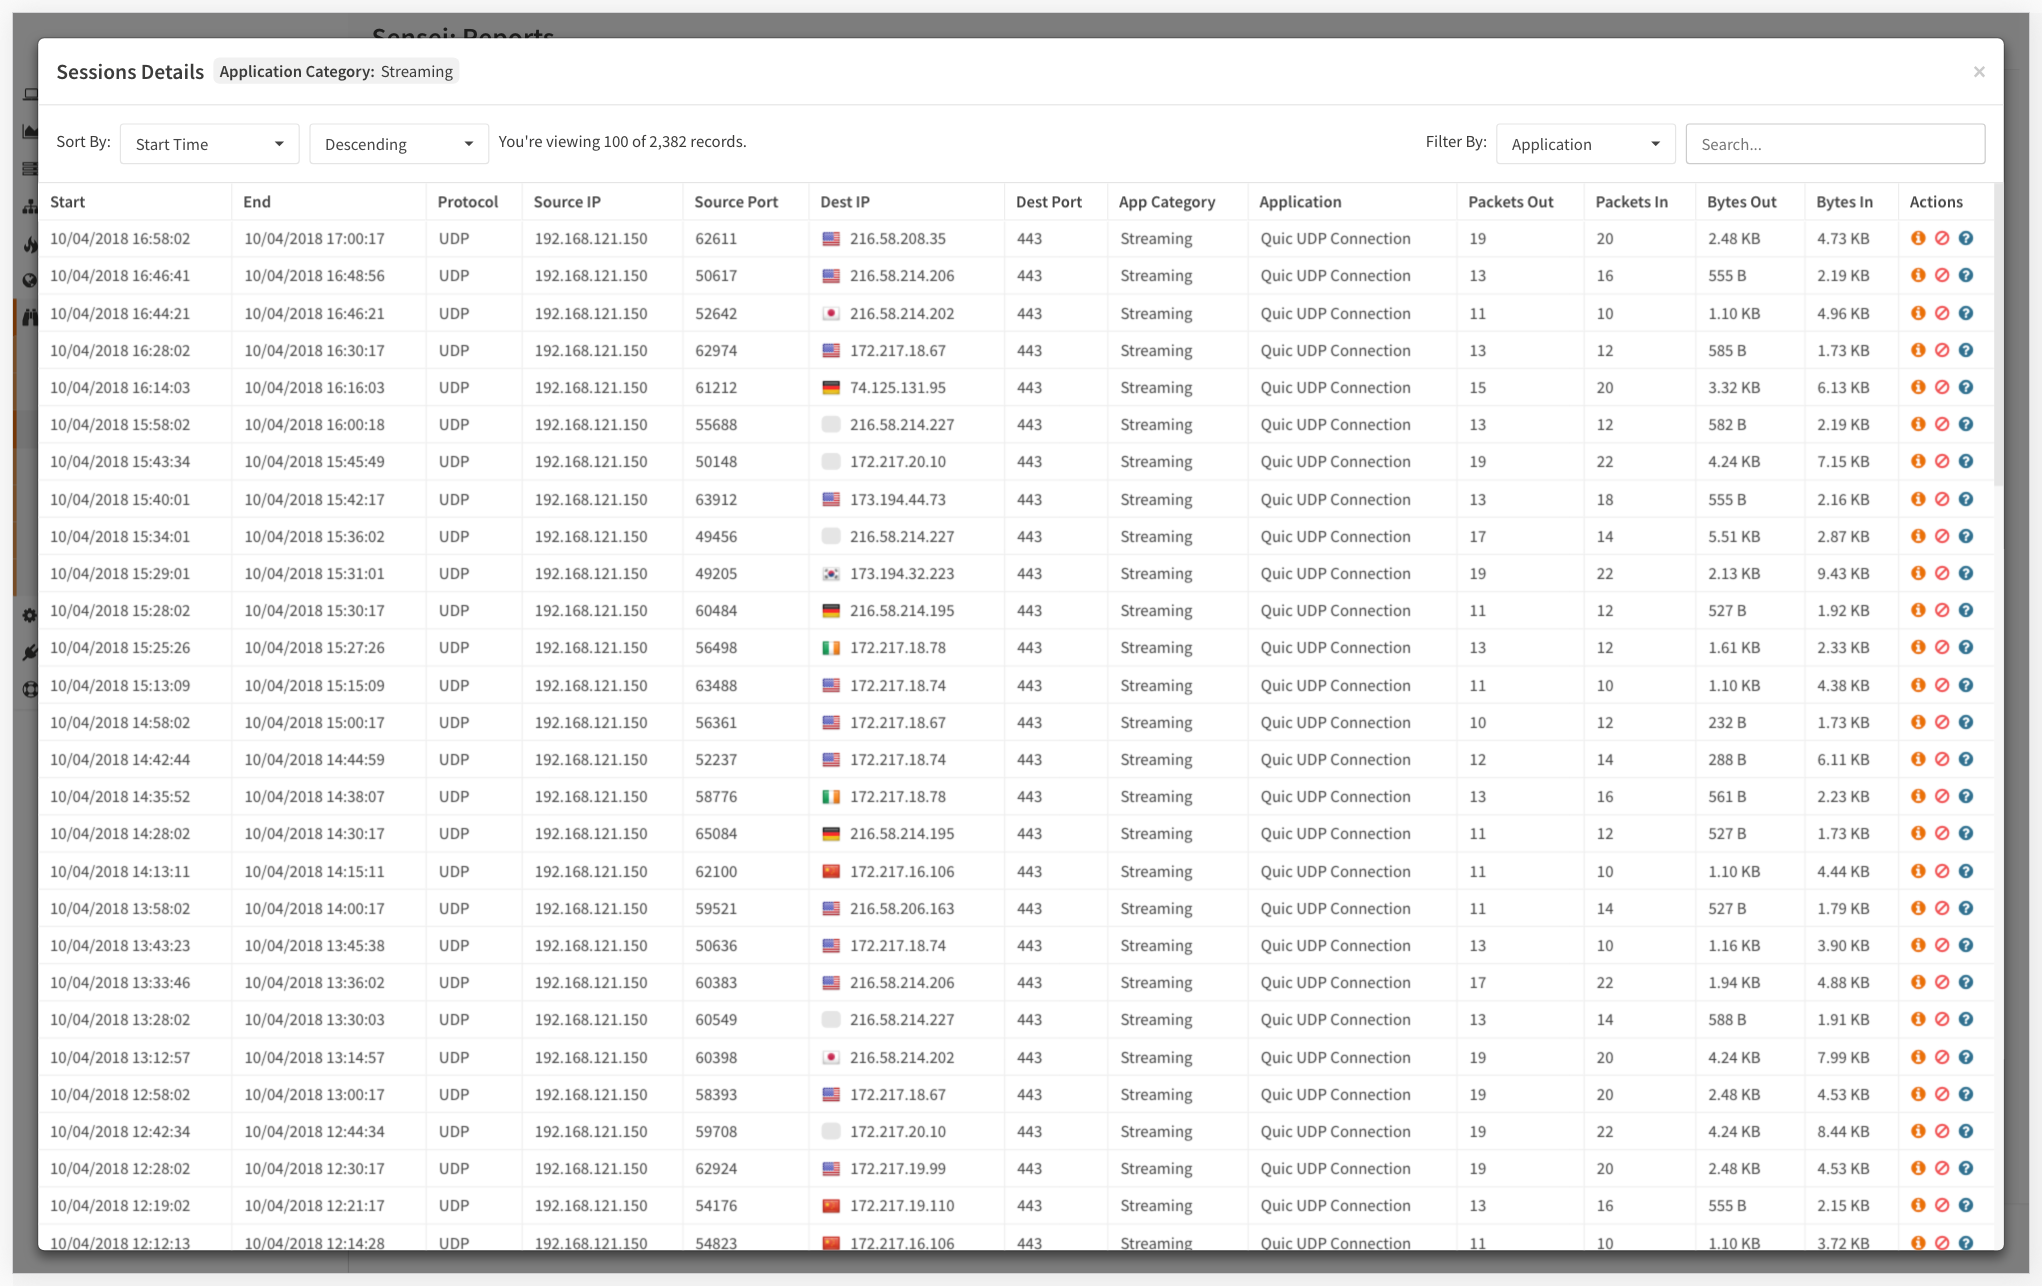 Sensei: Reports
Sessions Details Application Category: Streaming ×
Sort By: Start Time Descending You're viewing 100 of 2,382 records. Filter By: Application Search...
Start End Protocol Source IP Source Port Dest IP Dest Port App Category Application Packets Out Packets In Bytes Out Bytes In Actions
10/04/2018 16:58:02 10/04/2018 17:00:17 UDP 192.168.121.150 62611 216.58.208.35 443 Streaming Quic UDP Connection 19 20 2.48 KB 4.73 KB
10/04/2018 16:46:41 10/04/2018 16:48:56 UDP 192.168.121.150 50617 216.58.214.206 443 Streaming Quic UDP Connection 13 16 555 B 2.19 KB
10/04/2018 16:44:21 10/04/2018 16:46:21 UDP 192.168.121.150 52642 216.58.214.202 443 Streaming Quic UDP Connection 11 10 1.10 KB 4.96 KB
10/04/2018 16:28:02 10/04/2018 16:30:17 UDP 192.168.121.150 62974 172.217.18.67 443 Streaming Quic UDP Connection 13 12 585 B 1.73 KB
10/04/2018 16:14:03 10/04/2018 16:16:03 UDP 192.168.121.150 61212 74.125.131.95 443 Streaming Quic UDP Connection 15 20 3.32 KB 6.13 KB
10/04/2018 15:58:02 10/04/2018 16:00:18 UDP 192.168.121.150 55688 216.58.214.227 443 Streaming Quic UDP Connection 13 12 582 B 2.19 KB
10/04/2018 15:43:34 10/04/2018 15:45:49 UDP 192.168.121.150 50148 172.217.20.10 443 Streaming Quic UDP Connection 19 22 4.24 KB 7.15 KB
10/04/2018 15:40:01 10/04/2018 15:42:17 UDP 192.168.121.150 63912 173.194.44.73 443 Streaming Quic UDP Connection 13 18 555 B 2.16 KB
10/04/2018 15:34:01 10/04/2018 15:36:02 UDP 192.168.121.150 49456 216.58.214.227 443 Streaming Quic UDP Connection 17 14 5.51 KB 2.87 KB
10/04/2018 15:29:01 10/04/2018 15:31:01 UDP 192.168.121.150 49205 173.194.32.223 443 Streaming Quic UDP Connection 19 22 2.13 KB 9.43 KB
10/04/2018 15:28:02 10/04/2018 15:30:17 UDP 192.168.121.150 60484 216.58.214.195 443 Streaming Quic UDP Connection 11 12 527 B 1.92 KB
10/04/2018 15:25:26 10/04/2018 15:27:26 UDP 192.168.121.150 56498 172.217.18.78 443 Streaming Quic UDP Connection 13 12 1.61 KB 2.33 KB
10/04/2018 15:13:09 10/04/2018 15:15:09 UDP 192.168.121.150 63488 172.217.18.74 443 Streaming Quic UDP Connection 11 10 1.10 KB 4.38 KB
10/04/2018 14:58:02 10/04/2018 15:00:17 UDP 192.168.121.150 56361 172.217.18.67 443 Streaming Quic UDP Connection 10 12 232 B 1.73 KB
10/04/2018 14:42:44 10/04/2018 14:44:59 UDP 192.168.121.150 52237 172.217.18.74 443 Streaming Quic UDP Connection 12 14 288 B 6.11 KB
10/04/2018 14:35:52 10/04/2018 14:38:07 UDP 192.168.121.150 58776 172.217.18.78 443 Streaming Quic UDP Connection 13 16 561 B 2.23 KB
10/04/2018 14:28:02 10/04/2018 14:30:17 UDP 192.168.121.150 65084 216.58.214.195 443 Streaming Quic UDP Connection 11 12 527 B 1.73 KB
10/04/2018 14:13:11 10/04/2018 14:15:11 UDP 192.168.121.150 62100 172.217.16.106 443 Streaming Quic UDP Connection 11 10 1.10 KB 4.44 KB
10/04/2018 13:58:02 10/04/2018 14:00:17 UDP 192.168.121.150 59521 216.58.206.163 443 Streaming Quic UDP Connection 11 14 527 B 1.79 KB
10/04/2018 13:43:23 10/04/2018 13:45:38 UDP 192.168.121.150 50636 172.217.18.74 443 Streaming Quic UDP Connection 13 10 1.16 KB 3.90 KB
10/04/2018 13:33:46 10/04/2018 13:36:02 UDP 192.168.121.150 60383 216.58.214.206 443 Streaming Quic UDP Connection 17 22 1.94 KB 4.88 KB
10/04/2018 13:28:02 10/04/2018 13:30:03 UDP 192.168.121.150 60549 216.58.214.227 443 Streaming Quic UDP Connection 13 14 588 B 1.91 KB
10/04/2018 13:12:57 10/04/2018 13:14:57 UDP 192.168.121.150 60398 216.58.214.202 443 Streaming Quic UDP Connection 19 20 4.24 KB 7.99 KB
10/04/2018 12:58:02 10/04/2018 13:00:17 UDP 192.168.121.150 58393 172.217.18.67 443 Streaming Quic UDP Connection 19 20 2.48 KB 4.53 KB
10/04/2018 12:42:34 10/04/2018 12:44:34 UDP 192.168.121.150 59708 172.217.20.10 443 Streaming Quic UDP Connection 19 22 4.24 KB 8.44 KB
10/04/2018 12:28:02 10/04/2018 12:30:17 UDP 192.168.121.150 62924 172.217.19.99 443 Streaming Quic UDP Connection 19 20 2.48 KB 4.53 KB
10/04/2018 12:19:02 10/04/2018 12:21:17 UDP 192.168.121.150 54176 172.217.19.110 443 Streaming Quic UDP Connection 13 16 555 B 2.15 KB
10/04/2018 12:12:13 10/04/2018 12:14:28 UDP 192.168.121.150 54823 172.217.16.106 443 Streaming Quic UDP Connection 11 10 1.10 KB 3.72 KB